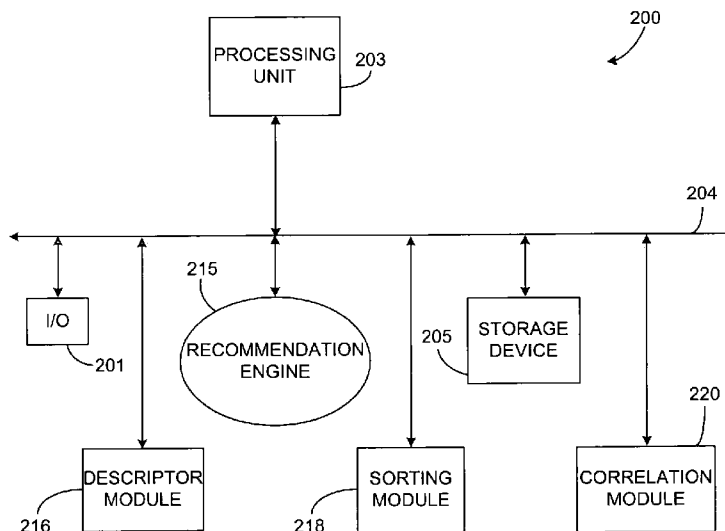 PROCESSING
UNIT
203
200
204
215
I/O
201
RECOMMENDATION
ENGINE
205
STORAGE
DEVICE
220
DESCRIPTOR
MODULE
216
SORTING
MODULE
218
CORRELATION
MODULE